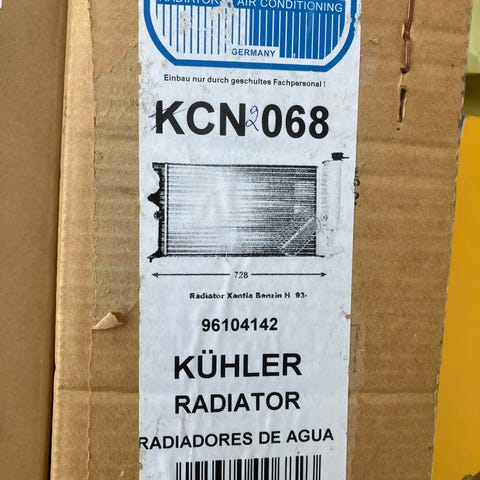 RADIATOR AIR CONDITIONING
GERMANY
Einbau nur durch geschultes Fachpersonal !
KCN2068
728
Radiator Xantia Benzin H 93-
96104142
KÜHLER
RADIATOR
RADIADORES DE AGUA